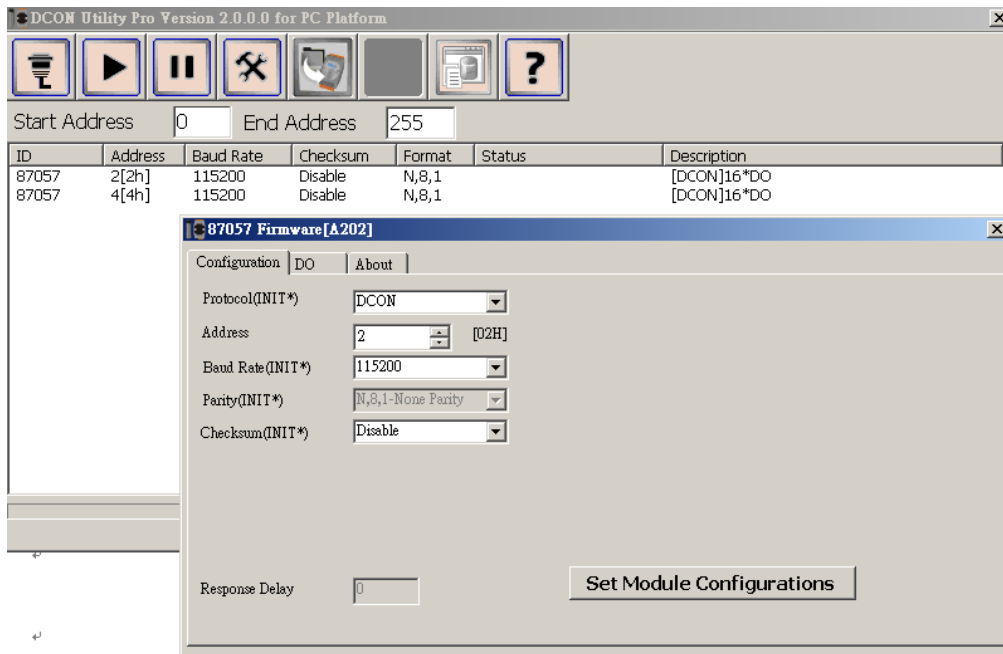 DCON Utility Pro Version 2.0.0.0 for PC Platform
Start Address 0 End Address 255
ID Address Baud Rate Checksum Format Status Description
87057 2[2h] 115200 Disable N,8,1 [DCON]16*DO
87057 4[4h] 115200 Disable N,8,1 [DCON]16*DO
87057 Firmware[A202]
Configuration DO About
Protocol(INIT*) DCON
Address 2 [02H]
Baud Rate(INIT*) 115200
Parity(INIT*) N,8,1-None Parity
Checksum(INIT*) Disable
Response Delay 0
Set Module Configurations